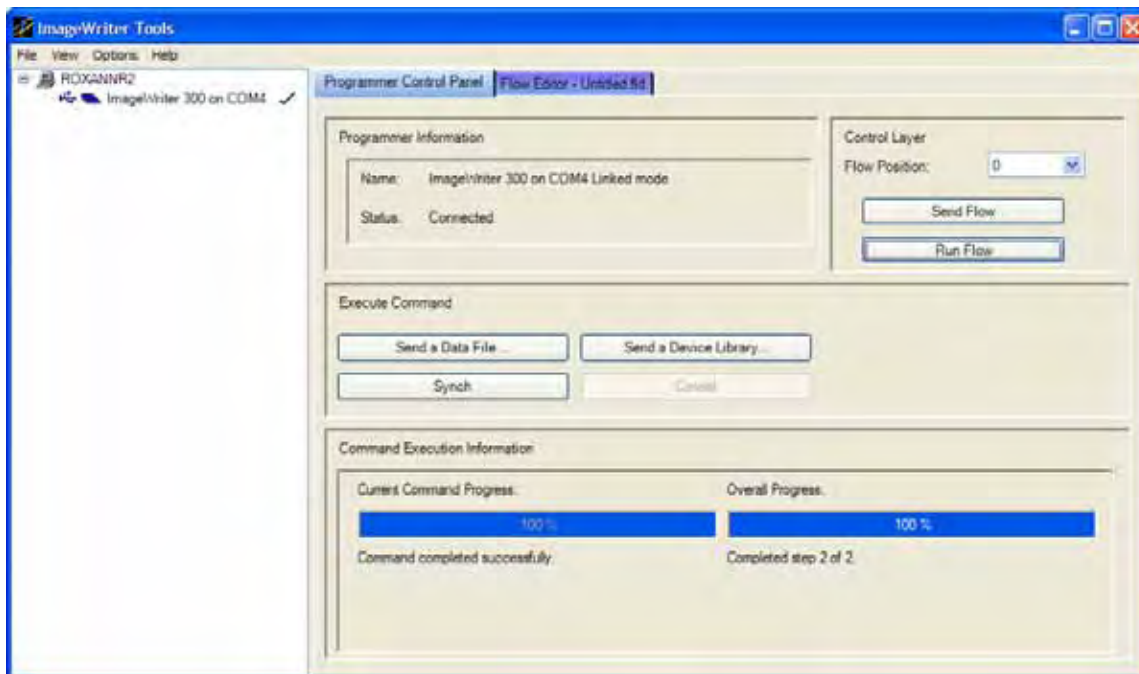 ImageWriter Tools
File View Options Help
ROXANNR2
ImageWriter 300 on COM4
Programmer Control Panel
Flow Editor - Untitled.fld
Programmer Information
Name: ImageWriter 300 on COM4 Linked mode
Status: Connected
Control Layer
Flow Position: 0
Send Flow
Run Flow
Execute Command
Send a Data File...
Send a Device Library...
Synch
Cancel
Command Execution Information
Current Command Progress: Overall Progress:
100 % 100 %
Command completed successfully. Completed step 2 of 2.